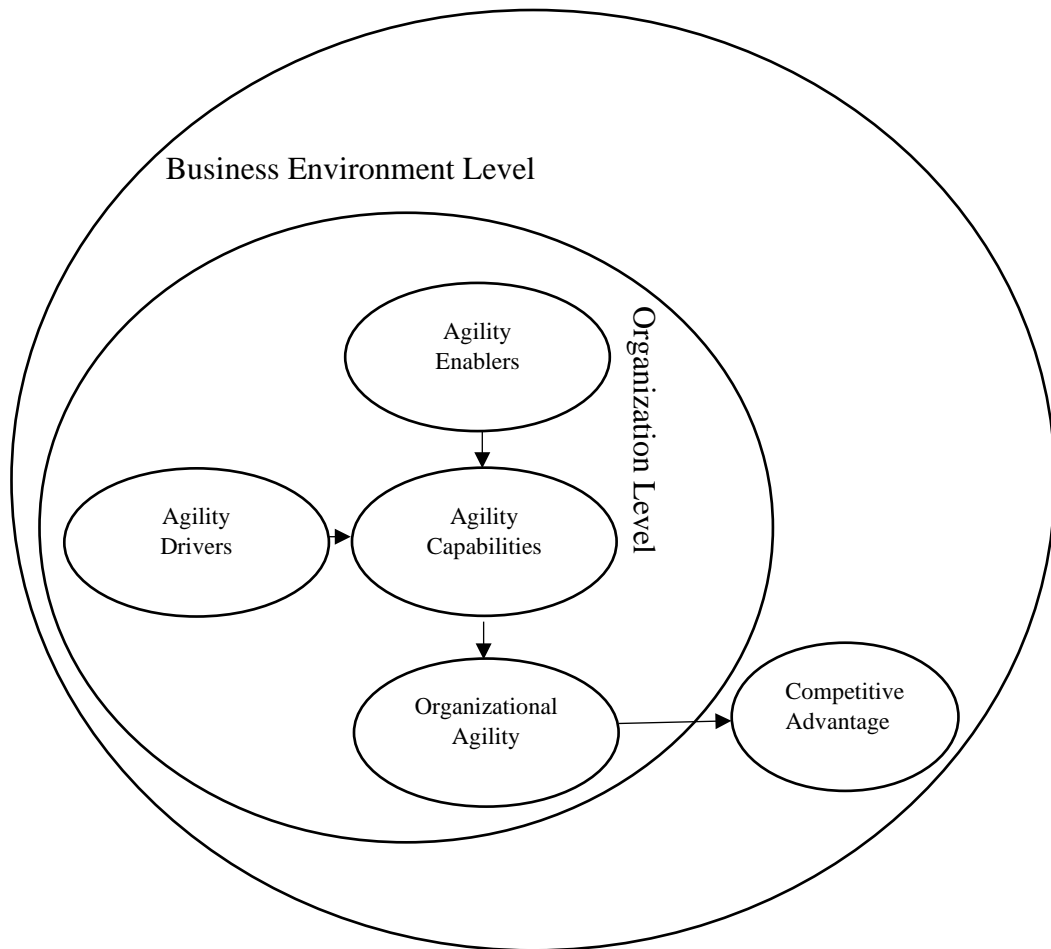 Business Environment Level
Organization Level
Agility
Enablers
Agility
Drivers
Agility
Capabilities
Organizational
Agility
Competitive
Advantage